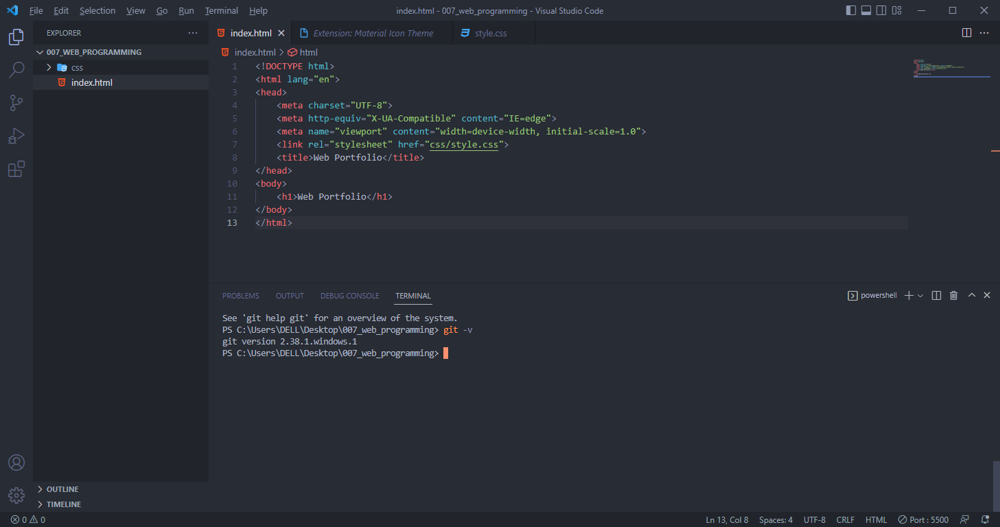 File Edit Selection View Go Run Terminal Help
index.html - 007_web_programming - Visual Studio Code
EXPLORER
007_WEB_PROGRAMMING
css
index.html
OUTLINE
TIMELINE
index.html Extension: Material Icon Theme style.css
index.html > html
1 <!DOCTYPE html>
2 <html lang="en">
3 <head>
4 <meta charset="UTF-8">
5 <meta http-equiv="X-UA-Compatible" content="IE=edge">
6 <meta name="viewport" content="width=device-width, initial-scale=1.0">
7 <link rel="stylesheet" href="css/style.css">
8 <title>Web Portfolio</title>
9 </head>
10 <body>
11 <h1>Web Portfolio</h1>
12 </body>
13 </html>
PROBLEMS OUTPUT DEBUG CONSOLE TERMINAL
powershell
See 'git help git' for an overview of the system.
PS C:\Users\DELL\Desktop\007_web_programming> git -v
git version 2.38.1.windows.1
PS C:\Users\DELL\Desktop\007_web_programming>
0 0 Ln 13, Col 8 Spaces: 4 UTF-8 CRLF HTML Port : 5500